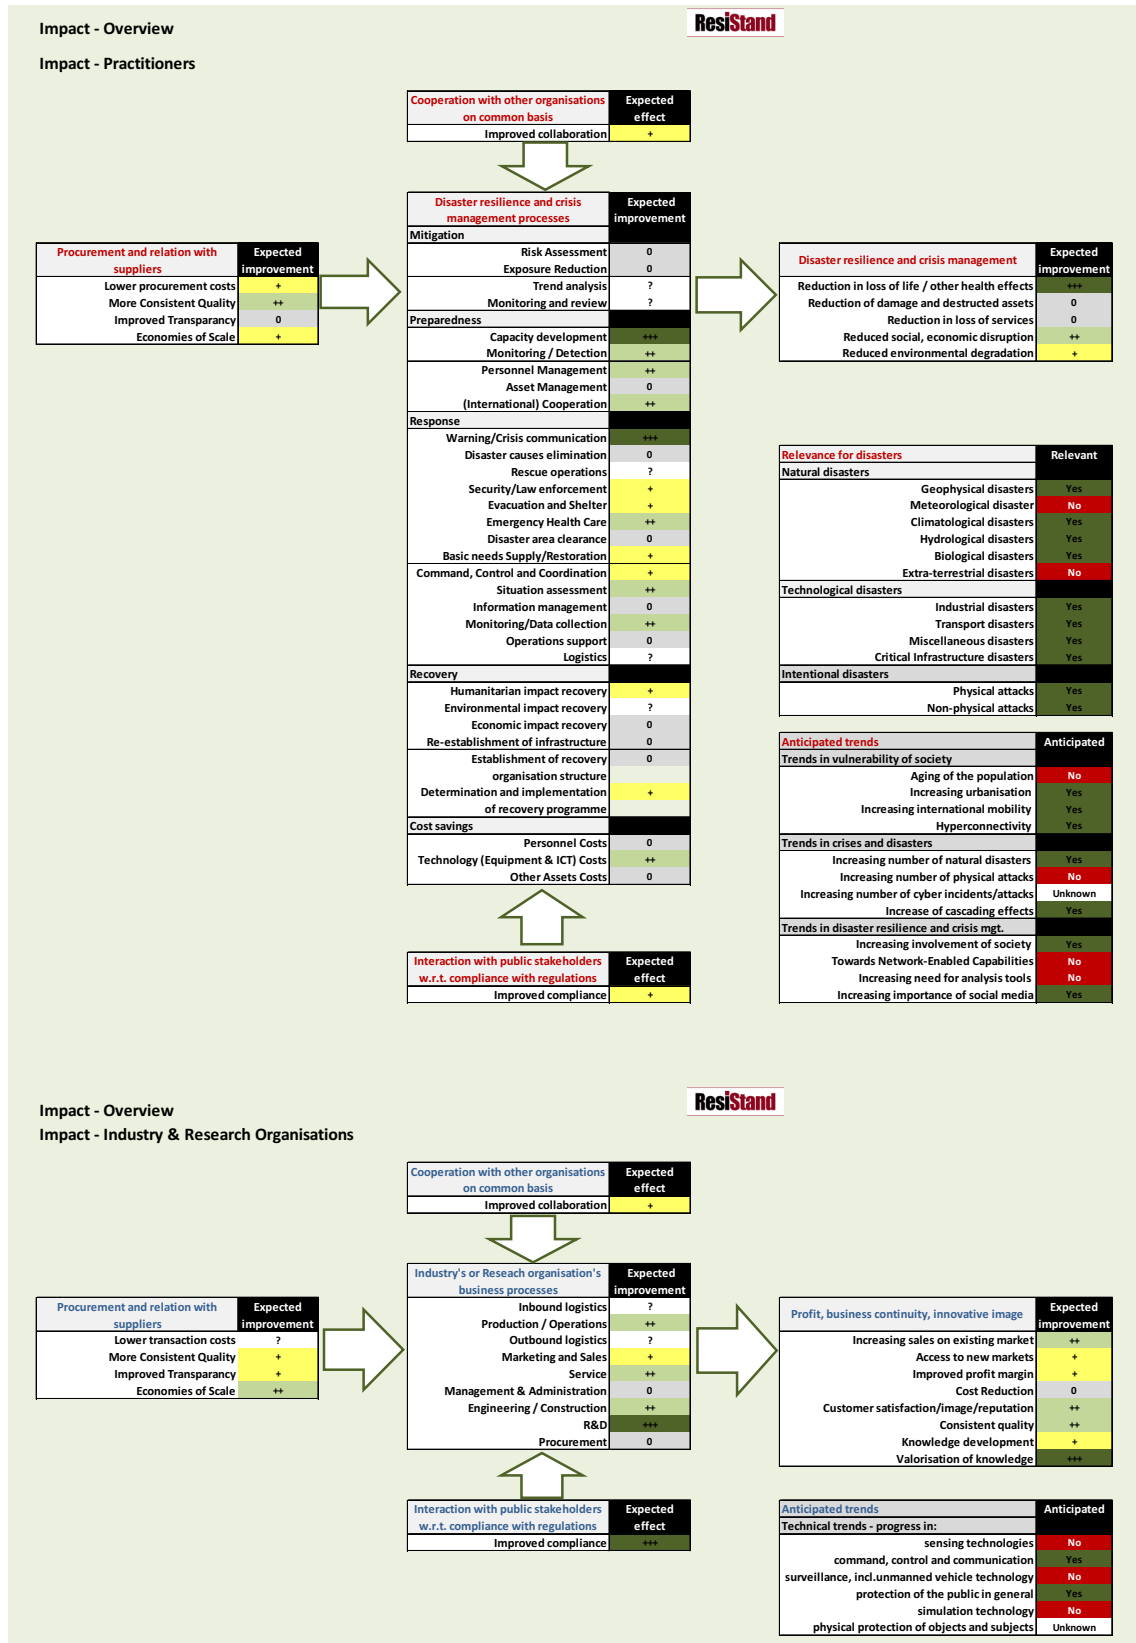 Impact - Overview
ResiStand
Impact - Practitioners
Cooperation with other organisations on common basis
Expected effect
Improved collaboration +
Disaster resilience and crisis management processes
Expected improvement
Mitigation
Risk Assessment 0
Exposure Reduction 0
Trend analysis ?
Monitoring and review ?
Preparedness
Capacity development +++
Monitoring / Detection ++
Personnel Management ++
Asset Management 0
(International) Cooperation ++
Response
Warning/Crisis communication +++
Disaster causes elimination 0
Rescue operations ?
Security/Law enforcement +
Evacuation and Shelter +
Emergency Health Care ++
Disaster area clearance 0
Basic needs Supply/Restoration +
Command, Control and Coordination +
Situation assessment ++
Information management 0
Monitoring/Data collection ++
Operations support 0
Logistics ?
Recovery
Humanitarian impact recovery +
Environmental impact recovery ?
Economic impact recovery 0
Re-establishment of infrastructure 0
Establishment of recovery 0
organisation structure
Determination and implementation +
of recovery programme
Cost savings
Personnel Costs 0
Technology (Equipment & ICT) Costs ++
Other Assets Costs 0
Procurement and relation with suppliers
Expected improvement
Lower procurement costs +
More Consistent Quality ++
Improved Transparancy 0
Economies of Scale +
Disaster resilience and crisis management
Expected improvement
Reduction in loss of life / other health effects +++
Reduction of damage and destructed assets 0
Reduction in loss of services 0
Reduced social, economic disruption ++
Reduced environmental degradation +
Relevance for disasters Relevant
Natural disasters
Geophysical disasters Yes
Meteorological disaster No
Climatological disasters Yes
Hydrological disasters Yes
Biological disasters Yes
Extra-terrestrial disasters No
Technological disasters
Industrial disasters Yes
Transport disasters Yes
Miscellaneous disasters Yes
Critical Infrastructure disasters Yes
Intentional disasters
Physical attacks Yes
Non-physical attacks Yes
Anticipated trends Anticipated
Trends in vulnerability of society
Aging of the population No
Increasing urbanisation Yes
Increasing international mobility Yes
Hyperconnectivity Yes
Trends in crises and disasters
Increasing number of natural disasters Yes
Increasing number of physical attacks No
Increasing number of cyber incidents/attacks Unknown
Increase of cascading effects Yes
Trends in disaster resilience and crisis mgt.
Increasing involvement of society Yes
Towards Network-Enabled Capabilities No
Increasing need for analysis tools No
Increasing importance of social media Yes
Interaction with public stakeholders w.r.t. compliance with regulations
Expected effect
Improved compliance +
Impact - Overview
ResiStand
Impact - Industry & Research Organisations
Cooperation with other organisations on common basis
Expected effect
Improved collaboration +
Industry's or Reseach organisation's business processes
Expected improvement
Inbound logistics ?
Production / Operations ++
Outbound logistics ?
Marketing and Sales +
Service ++
Management & Administration 0
Engineering / Construction ++
R&D +++
Procurement 0
Procurement and relation with suppliers
Expected improvement
Lower transaction costs ?
More Consistent Quality +
Improved Transparancy +
Economies of Scale ++
Profit, business continuity, innovative image
Expected improvement
Increasing sales on existing market ++
Access to new markets +
Improved profit margin +
Cost Reduction 0
Customer satisfaction/image/reputation ++
Consistent quality ++
Knowledge development +
Valorisation of knowledge +++
Interaction with public stakeholders w.r.t. compliance with regulations
Expected effect
Improved compliance +++
Anticipated trends Anticipated
Technical trends - progress in:
sensing technologies No
command, control and communication Yes
surveillance, incl.unmanned vehicle technology No
protection of the public in general Yes
simulation technology No
physical protection of objects and subjects Unknown